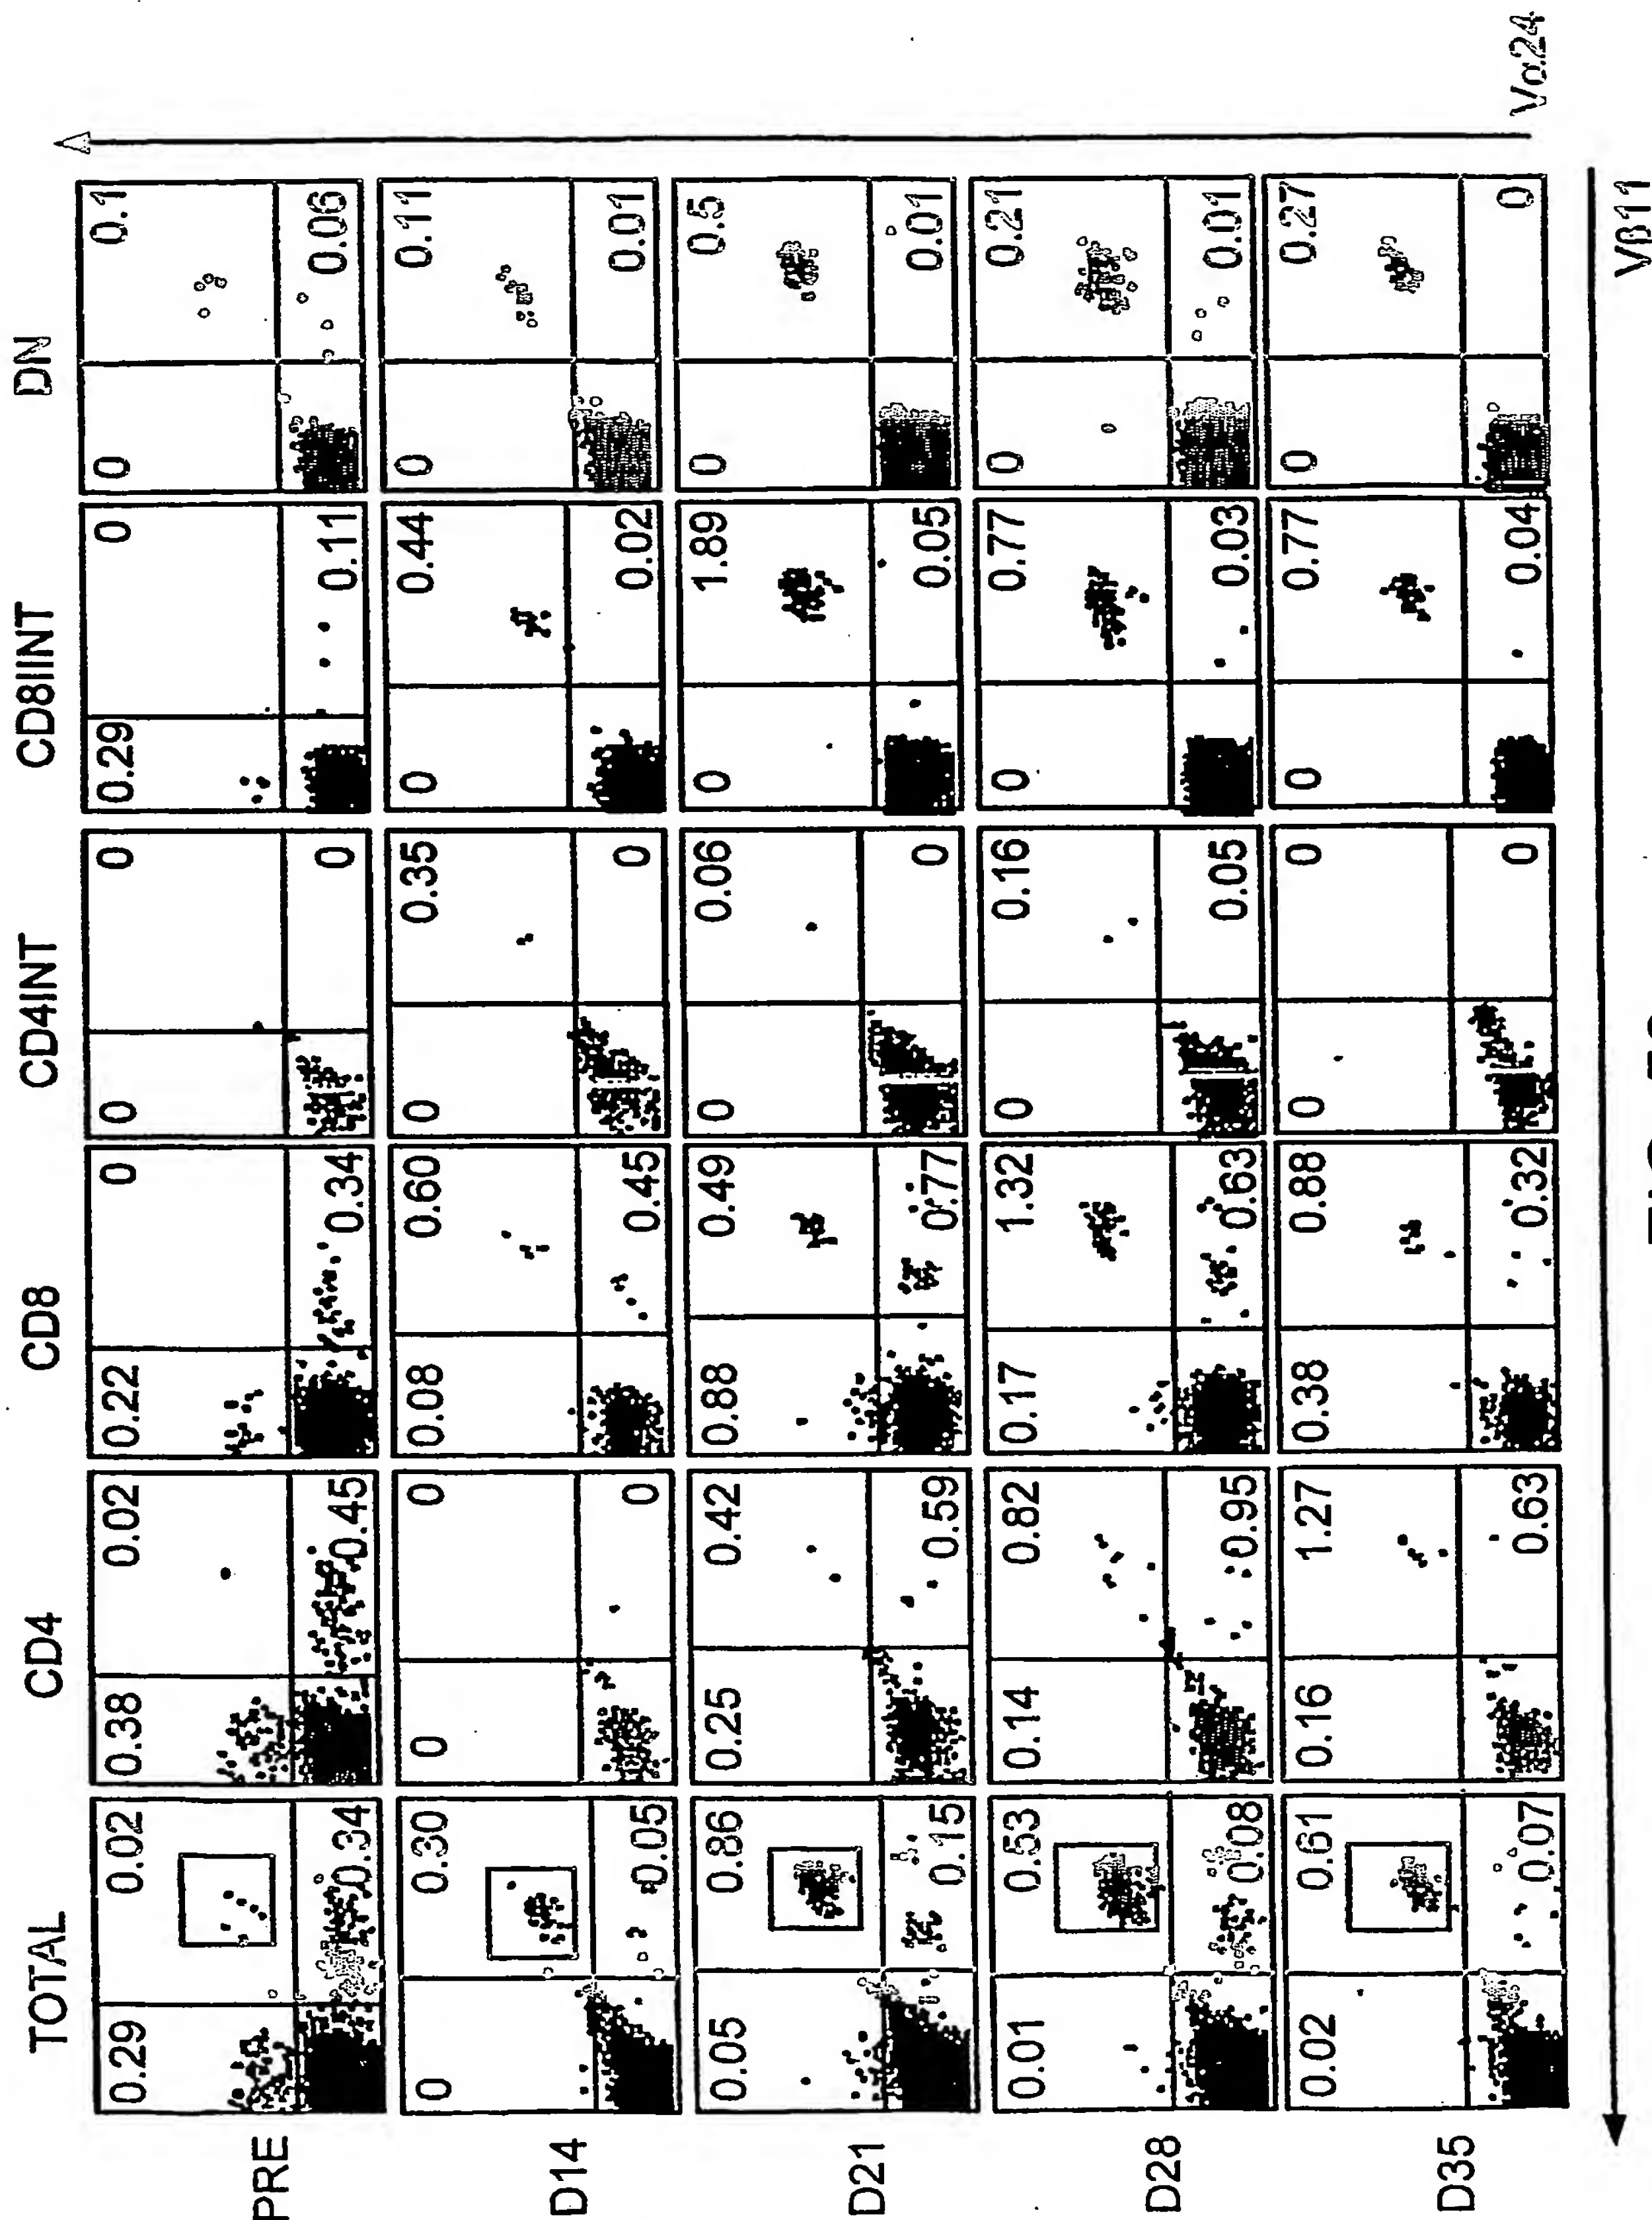 TOTAL CD4 CD8 CD4INT CD8INT DN
PRE
0.29 0.02 0.38 0.02 0.22 0 0 0 0.29 0 0 0.1
0.34 0.45 0.34 0 0.11 0.06
D14
0 0.30 0 0 0.08 0.60 0 0.35 0 0.44 0 0.11
0.05 0 0.45 0 0.02 0.01
D21
0.05 0.86 0.25 0.42 0.88 0.49 0 0.06 0 1.89 0 0.5
0.15 0.59 0.77 0 0.05 0.01
D28
0.01 0.53 0.14 0.82 0.17 1.32 0 0.16 0 0.77 0 0.21
0.08 0.95 0.63 0.05 0.03 0.01
D35
0.02 0.61 0.16 1.27 0.38 0.88 0 0 0 0.77 0 0.27
0.07 0.63 0.32 0 0.04 0
Vα24
Vβ11